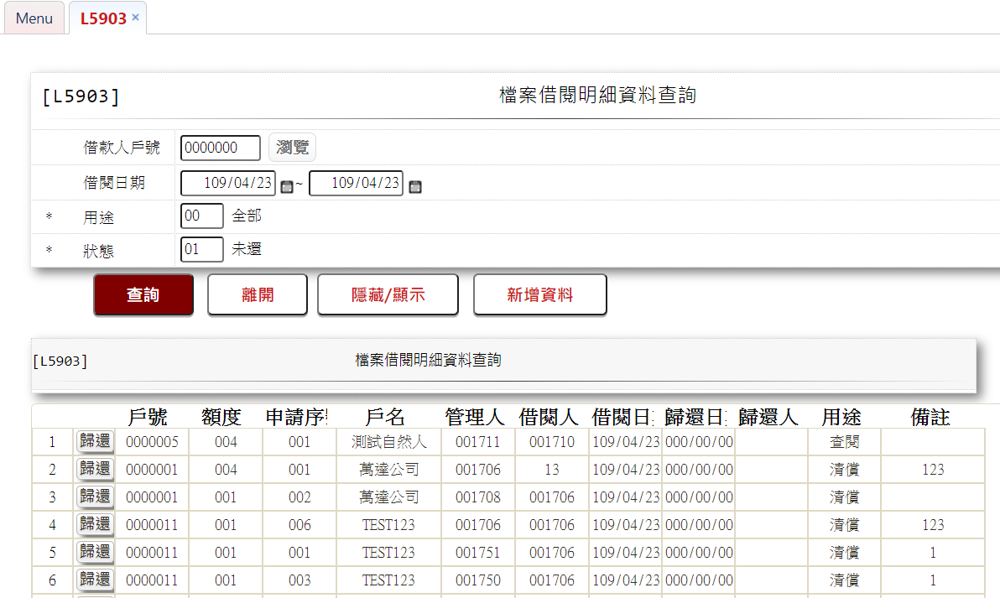 Menu L5903 ×
[L5903] 檔案借閱明細資料查詢
借款人戶號 0000000 瀏覽
借閱日期 109/04/23 ~ 109/04/23
* 用途 00 全部
* 狀態 01 未還
查詢 離開 隱藏/顯示 新增資料
[L5903] 檔案借閱明細資料查詢
戶號 額度 申請序 戶名 管理人 借閱人 借閱日 歸還日 歸還人 用途 備註
1 歸還 0000005 004 001 測試自然人 001711 001710 109/04/23 000/00/00 查閱
2 歸還 0000001 004 001 萬達公司 001706 13 109/04/23 000/00/00 清償 123
3 歸還 0000001 001 002 萬達公司 001708 001706 109/04/23 000/00/00 清償
4 歸還 0000011 001 006 TEST123 001706 001706 109/04/23 000/00/00 清償 123
5 歸還 0000011 001 001 TEST123 001751 001706 109/04/23 000/00/00 清償 1
6 歸還 0000011 001 003 TEST123 001750 001706 109/04/23 000/00/00 清償 1